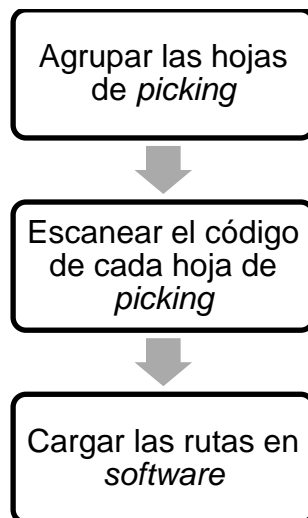 Agrupar las hojas
de picking
Escanear el código
de cada hoja de
picking
Cargar las rutas en
software